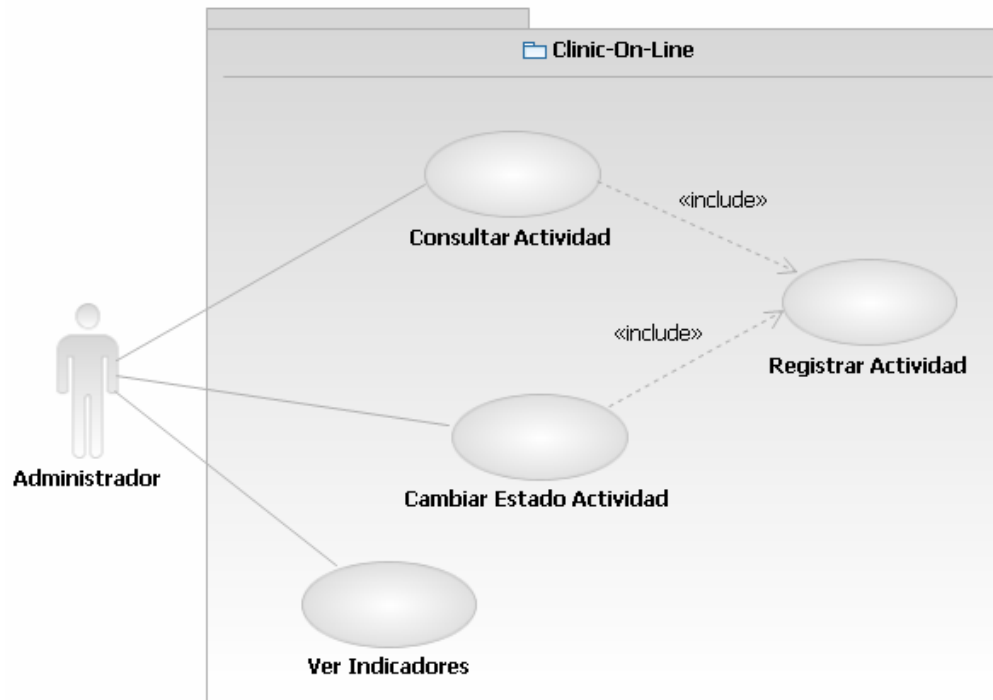 Clinic-On-Line
Consultar Actividad
«include»
Registrar Actividad
«include»
Administrador
Cambiar Estado Actividad
Ver Indicadores